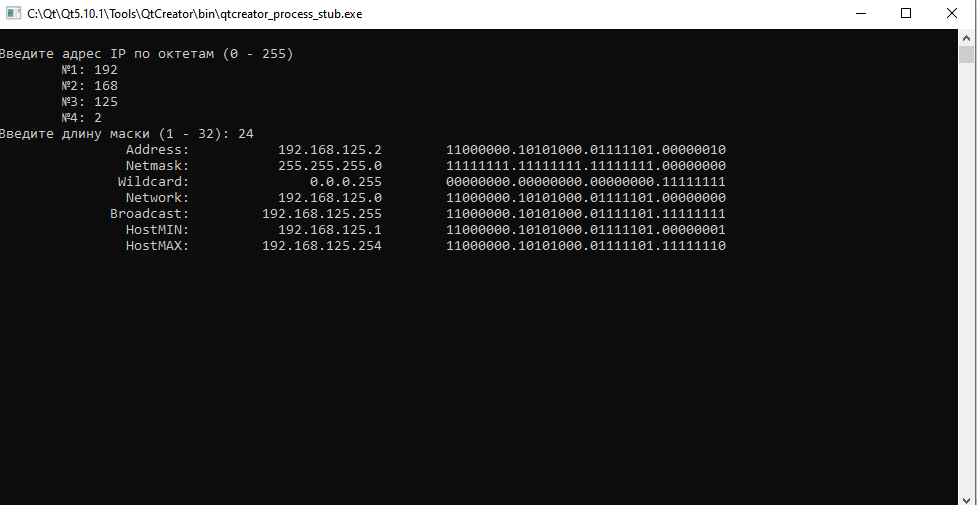 C:\Qt\Qt5.10.1\Tools\QtCreator\bin\qtcreator_process_stub.exe
Введите адрес IP по октетам (0 - 255)
№1: 192
№2: 168
№3: 125
№4: 2
Введите длину маски (1 - 32): 24
Address: 192.168.125.2 11000000.10101000.01111101.00000010
Netmask: 255.255.255.0 11111111.11111111.11111111.00000000
Wildcard: 0.0.0.255 00000000.00000000.00000000.11111111
Network: 192.168.125.0 11000000.10101000.01111101.00000000
Broadcast: 192.168.125.255 11000000.10101000.01111101.11111111
HostMIN: 192.168.125.1 11000000.10101000.01111101.00000001
HostMAX: 192.168.125.254 11000000.10101000.01111101.11111110